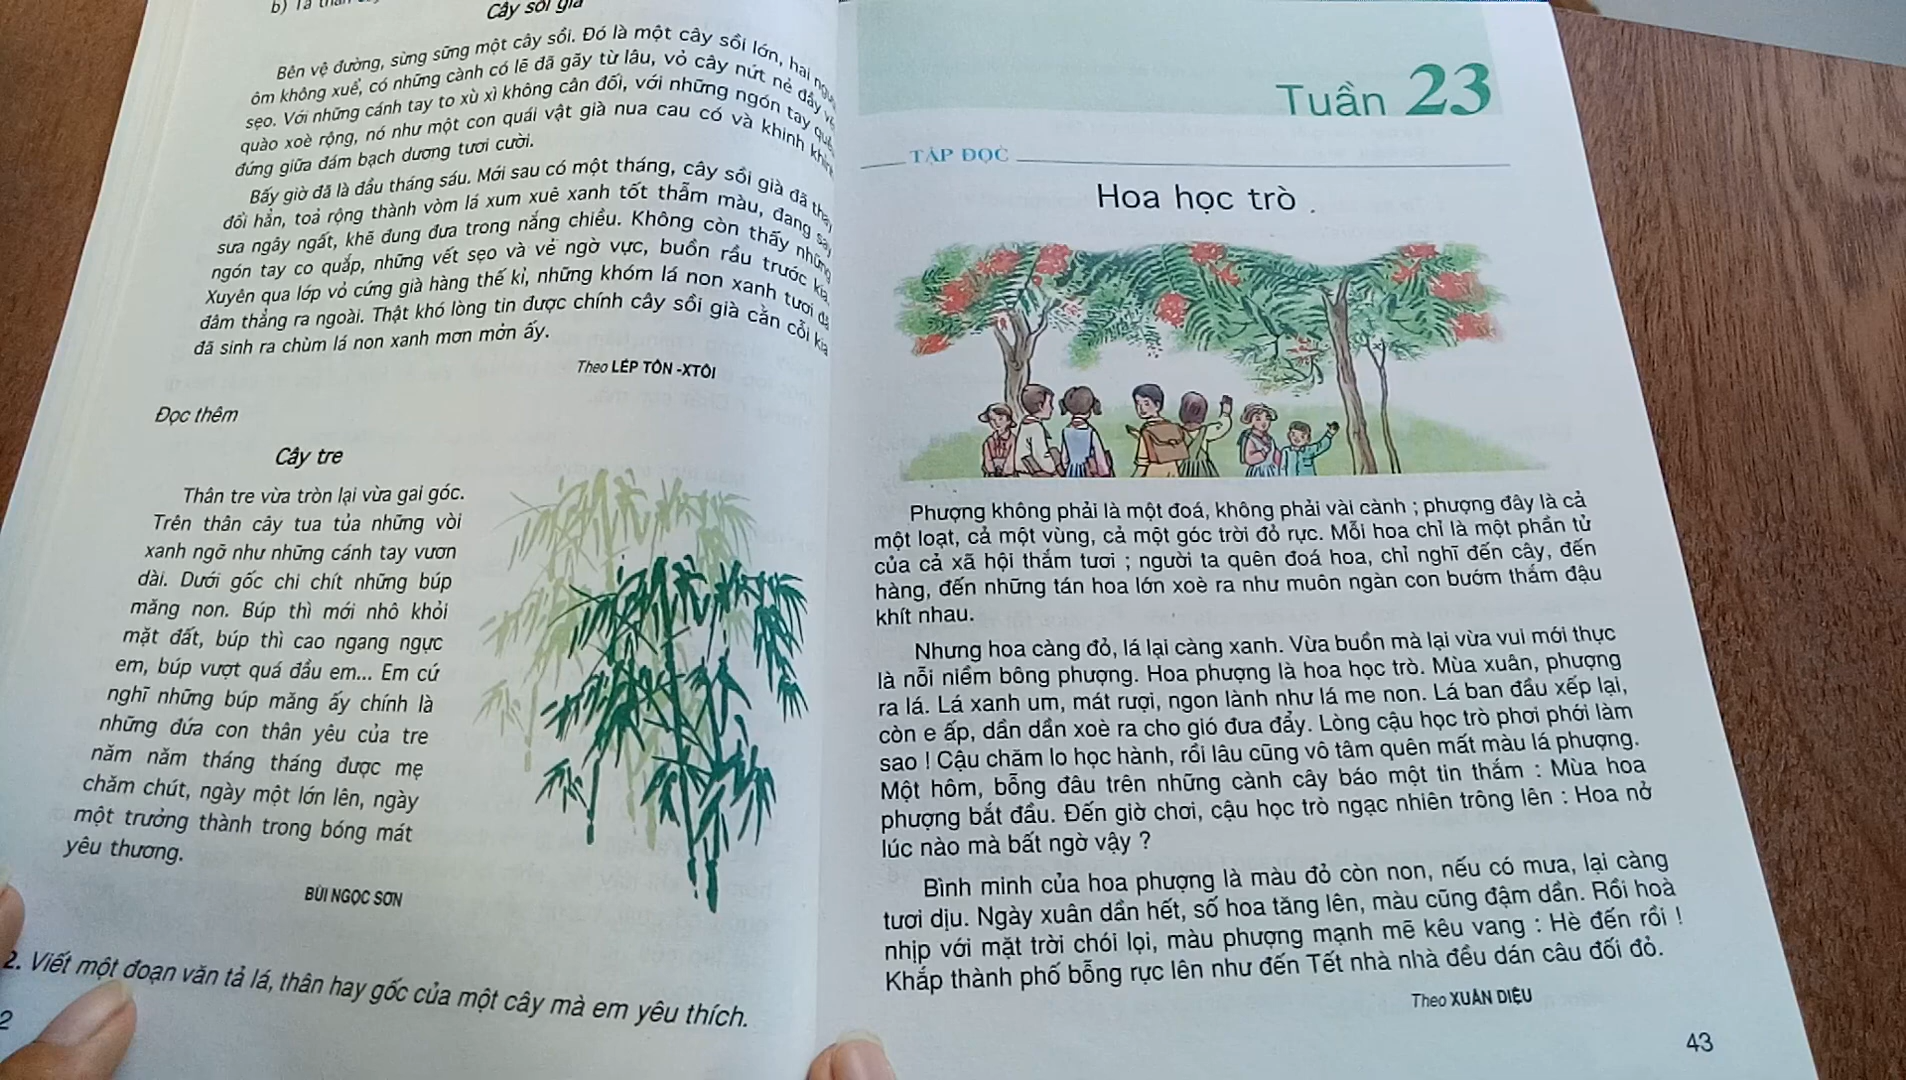 b) Tả thân
Cây sồi già
Bên vệ đường, sừng sững một cây sồi. Đó là một cây sồi lớn, hai
ôm không xuể, có những cành có lẽ đã gãy từ lâu, vỏ cây nứt nẻ đầy
sẹo. Với những cánh tay to xù xì không cân đối, với những ngón tay
quào xoè rộng, nó như một con quái vật già nua cau có và khinh khỉnh
đứng giữa đám bạch dương tươi cười.
Bấy giờ đã là đầu tháng sáu. Mới sau có một tháng, cây sồi già đã thay
đổi hẳn, toả rộng thành vòm lá xum xuê xanh tốt thẫm màu, đang say
sưa ngây ngất, khẽ đung đưa trong nắng chiều. Không còn thấy những
ngón tay co quắp, những vết sẹo và vẻ ngờ vực, buồn rầu trước kia.
Xuyên qua lớp vỏ cứng già hàng thế kỉ, những khóm lá non xanh tươi đã
đâm thẳng ra ngoài. Thật khó lòng tin được chính cây sồi già cằn cỗi kia
đã sinh ra chùm lá non xanh mơn mởn ấy.
Theo LÉP TÔN -XTÔI
Đọc thêm
Cây tre
Thân tre vừa tròn lại vừa gai góc.
Trên thân cây tua tủa những vòi
xanh ngỡ như những cánh tay vươn
dài. Dưới gốc chi chít những búp
măng non. Búp thì mới nhô khỏi
mặt đất, búp thì cao ngang ngực
em, búp vượt quá đầu em... Em cứ
nghĩ những búp măng ấy chính là
những đứa con thân yêu của tre
năm năm tháng tháng được mẹ
chăm chút, ngày một lớn lên, ngày
một trưởng thành trong bóng mát
yêu thương.
BÙI NGỌC SƠN
2. Viết một đoạn văn tả lá, thân hay gốc của một cây mà em yêu thích.
2
Tuần 23
TẬP ĐỌC
Hoa học trò
Phượng không phải là một đoá, không phải vài cành ; phượng đây là cả
một loạt, cả một vùng, cả một góc trời đỏ rực. Mỗi hoa chỉ là một phần tử
của cả xã hội thắm tươi ; người ta quên đoá hoa, chỉ nghĩ đến cây, đến
hàng, đến những tán hoa lớn xoè ra như muôn ngàn con bướm thắm đậu
khít nhau.
Nhưng hoa càng đỏ, lá lại càng xanh. Vừa buồn mà lại vừa vui mới thực
là nỗi niềm bông phượng. Hoa phượng là hoa học trò. Mùa xuân, phượng
ra lá. Lá xanh um, mát rượi, ngon lành như lá me non. Lá ban đầu xếp lại,
còn e ấp, dần dần xoè ra cho gió đưa đẩy. Lòng cậu học trò phơi phới làm
sao ! Cậu chăm lo học hành, rồi lâu cũng vô tâm quên mất màu lá phượng.
Một hôm, bỗng đâu trên những cành cây báo một tin thắm : Mùa hoa
phượng bắt đầu. Đến giờ chơi, cậu học trò ngạc nhiên trông lên : Hoa nở
lúc nào mà bất ngờ vậy ?
Bình minh của hoa phượng là màu đỏ còn non, nếu có mưa, lại càng
tươi dịu. Ngày xuân dần hết, số hoa tăng lên, màu cũng đậm dần. Rồi hoà
nhịp với mặt trời chói lọi, màu phượng mạnh mẽ kêu vang : Hè đến rồi !
Khắp thành phố bỗng rực lên như đến Tết nhà nhà đều dán câu đối đỏ.
Theo XUÂN DIỆU
43